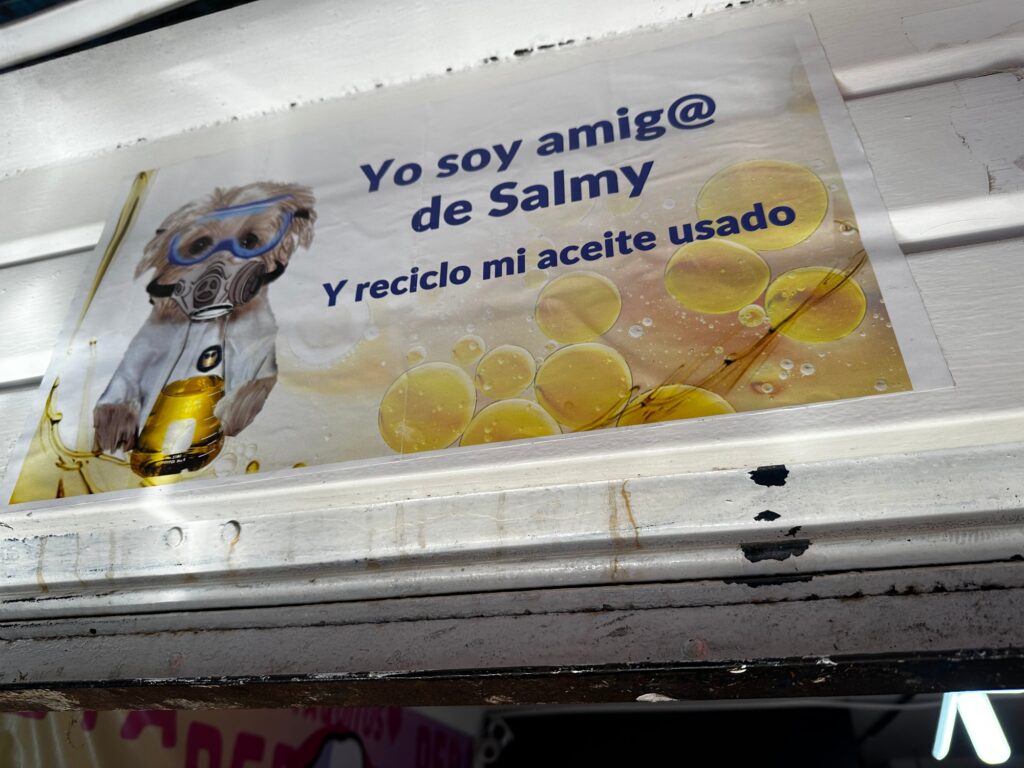 Yo soy amig@
de Salmy
Y reciclo mi aceite usado